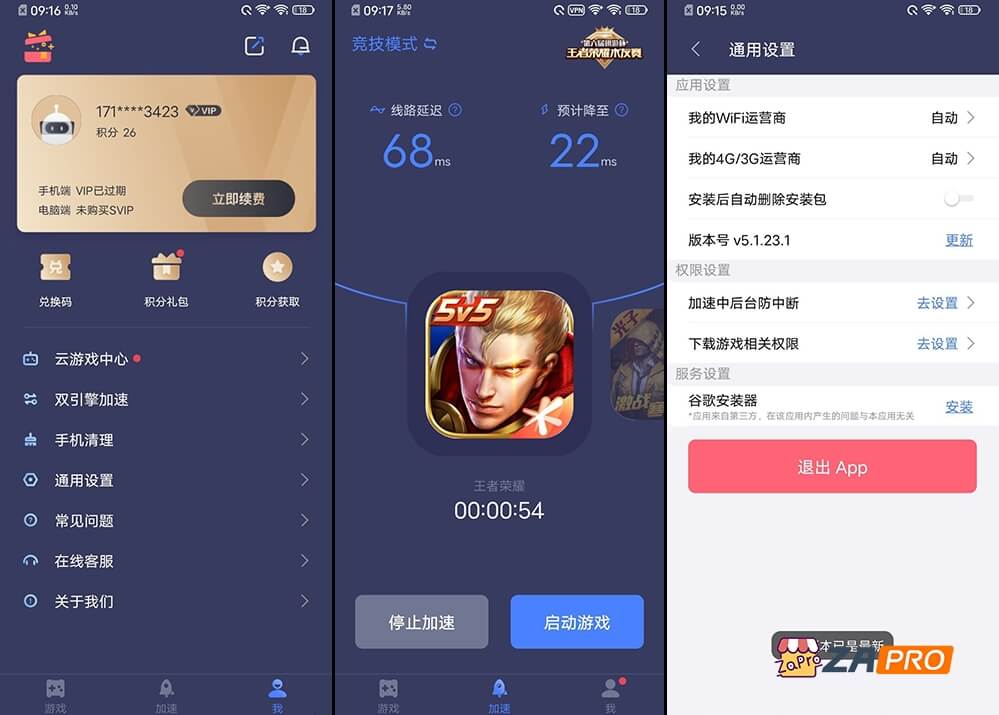 09:16 0.10 KB/s 18
171****3423 VIP
积分 26
手机端 VIP已过期
电脑端 未购买SVIP
立即续费
兑
兑换码
积分礼包
积分获取
云游戏中心
双引擎加速
手机清理
通用设置
常见问题
在线客服
关于我们
游戏
加速
我
09:17 5.80 KB/s VPN 18
竞技模式
王者荣耀水友赛
线路延迟
预计降至
68ms
22ms
5v5
光子
激战
王者荣耀
00:00:54
停止加速
启动游戏
游戏
加速
我
09:15 0.00 KB/s 18
通用设置
应用设置
我的WiFi运营商
自动
我的4G/3G运营商
自动
安装后自动删除安装包
版本号 v5.1.23.1
更新
权限设置
加速中后台防中断
去设置
下载游戏相关权限
去设置
服务设置
谷歌安装器
*应用来自第三方，在该应用内产生的问题与本应用无关
安装
退出 App
本已是最新
ZAPRO
ZAPRO